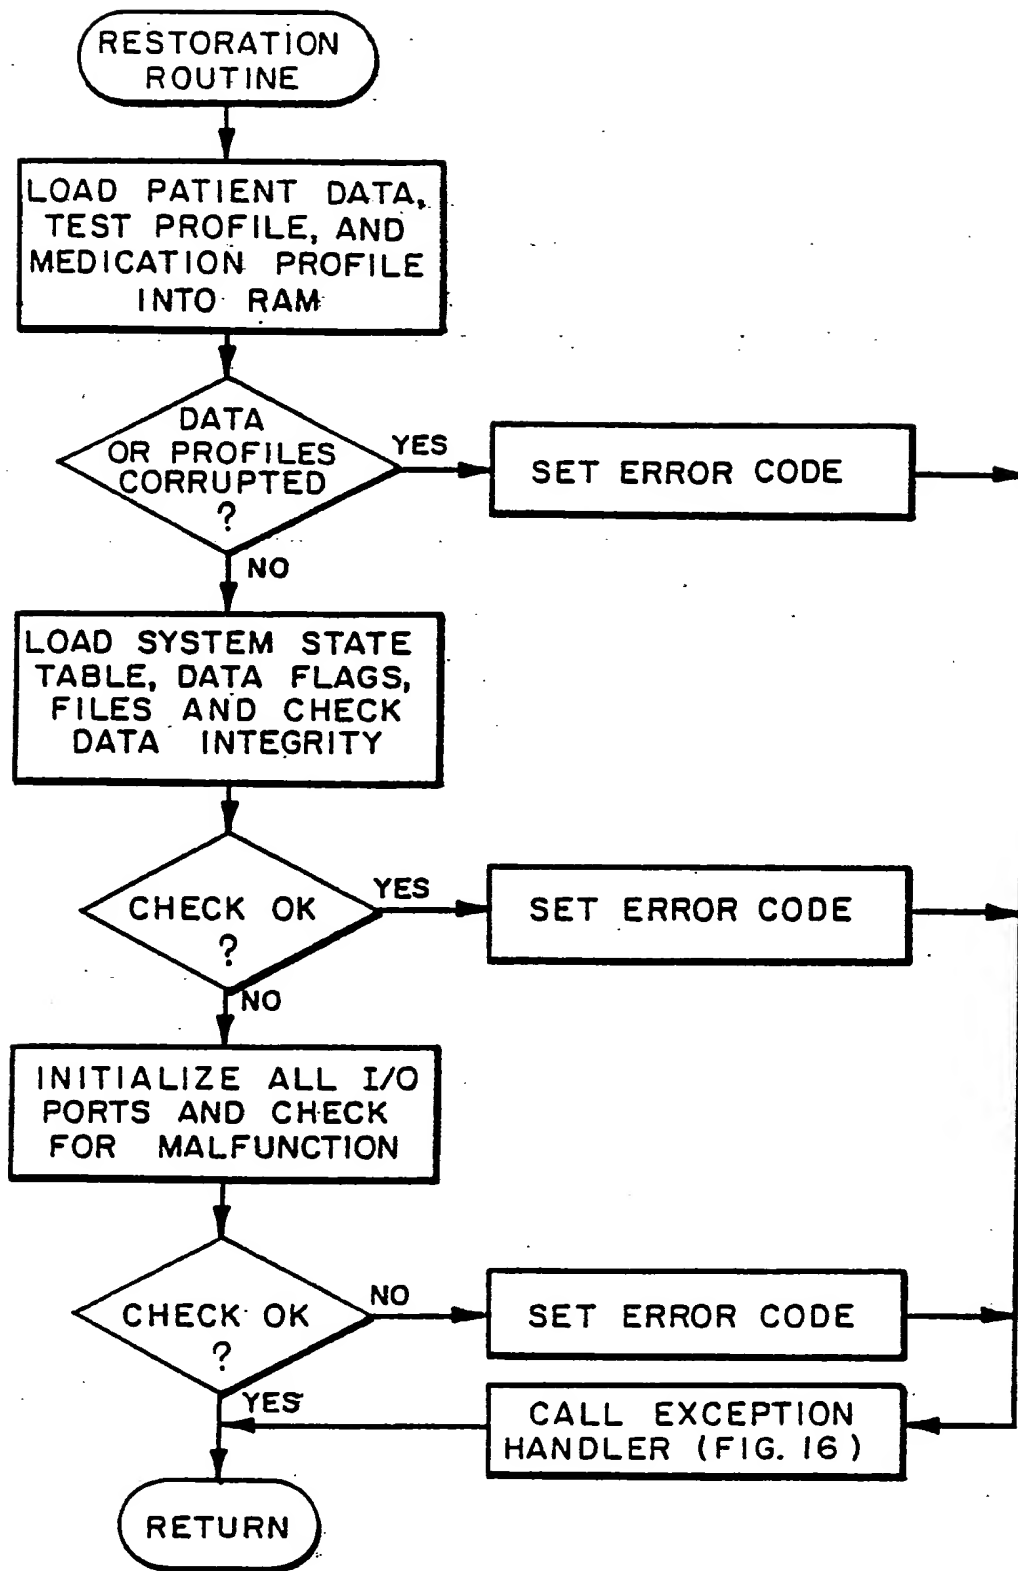 RESTORATION
ROUTINE
LOAD PATIENT DATA,
TEST PROFILE, AND
MEDICATION PROFILE
INTO RAM
DATA
OR PROFILES
CORRUPTED
?
YES
SET ERROR CODE
NO
LOAD SYSTEM STATE
TABLE, DATA FLAGS,
FILES AND CHECK
DATA INTEGRITY
CHECK OK
?
YES
SET ERROR CODE
NO
INITIALIZE ALL I/O
PORTS AND CHECK
FOR MALFUNCTION
CHECK OK
?
NO
SET ERROR CODE
YES
CALL EXCEPTION
HANDLER (FIG. 16)
RETURN